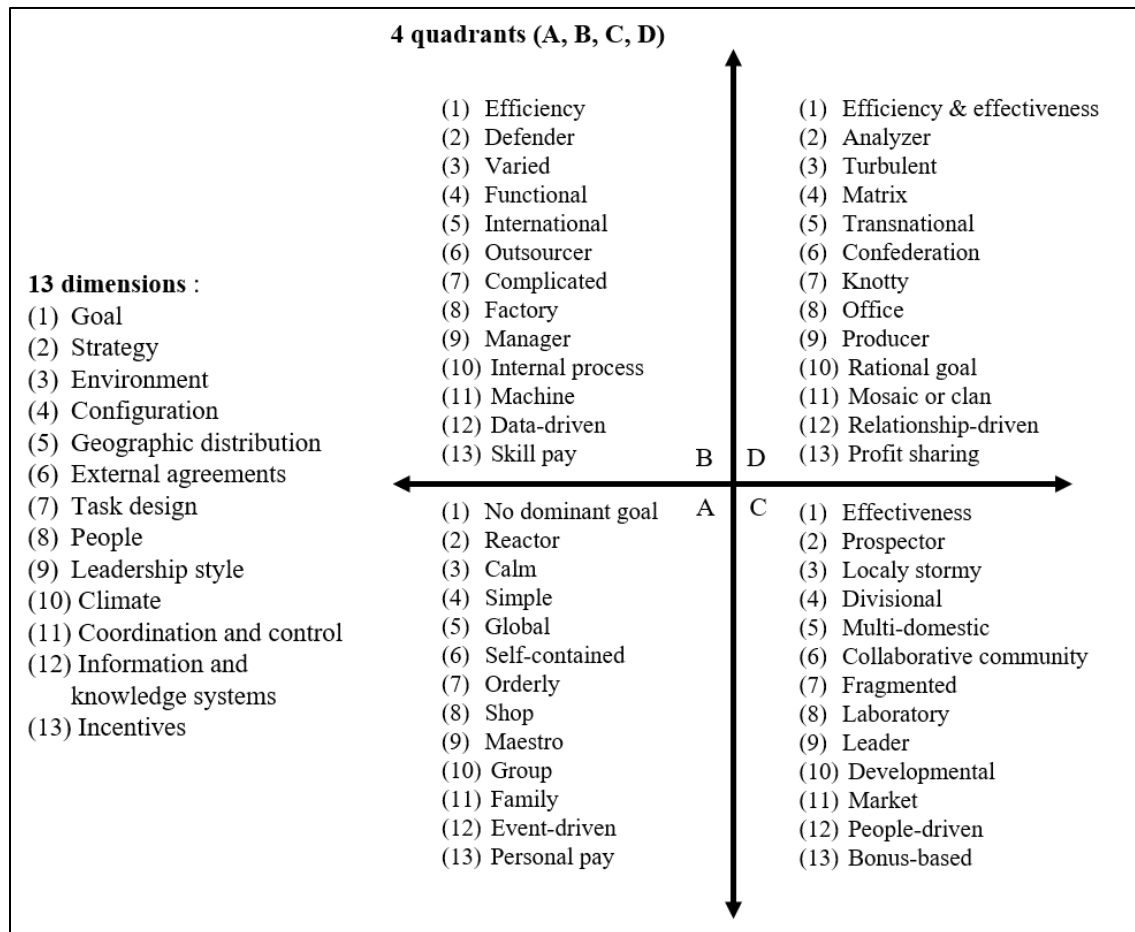 4 quadrants (A, B, C, D)
13 dimensions :
(1) Goal
(2) Strategy
(3) Environment
(4) Configuration
(5) Geographic distribution
(6) External agreements
(7) Task design
(8) People
(9) Leadership style
(10) Climate
(11) Coordination and control
(12) Information and
knowledge systems
(13) Incentives
(1) Efficiency
(2) Defender
(3) Varied
(4) Functional
(5) International
(6) Outsourcer
(7) Complicated
(8) Factory
(9) Manager
(10) Internal process
(11) Machine
(12) Data-driven
(13) Skill pay
B
(1) Efficiency & effectiveness
(2) Analyzer
(3) Turbulent
(4) Matrix
(5) Transnational
(6) Confederation
(7) Knotty
(8) Office
(9) Producer
(10) Rational goal
(11) Mosaic or clan
(12) Relationship-driven
(13) Profit sharing
D
(1) No dominant goal
(2) Reactor
(3) Calm
(4) Simple
(5) Global
(6) Self-contained
(7) Orderly
(8) Shop
(9) Maestro
(10) Group
(11) Family
(12) Event-driven
(13) Personal pay
A
C
(1) Effectiveness
(2) Prospector
(3) Localy stormy
(4) Divisional
(5) Multi-domestic
(6) Collaborative community
(7) Fragmented
(8) Laboratory
(9) Leader
(10) Developmental
(11) Market
(12) People-driven
(13) Bonus-based